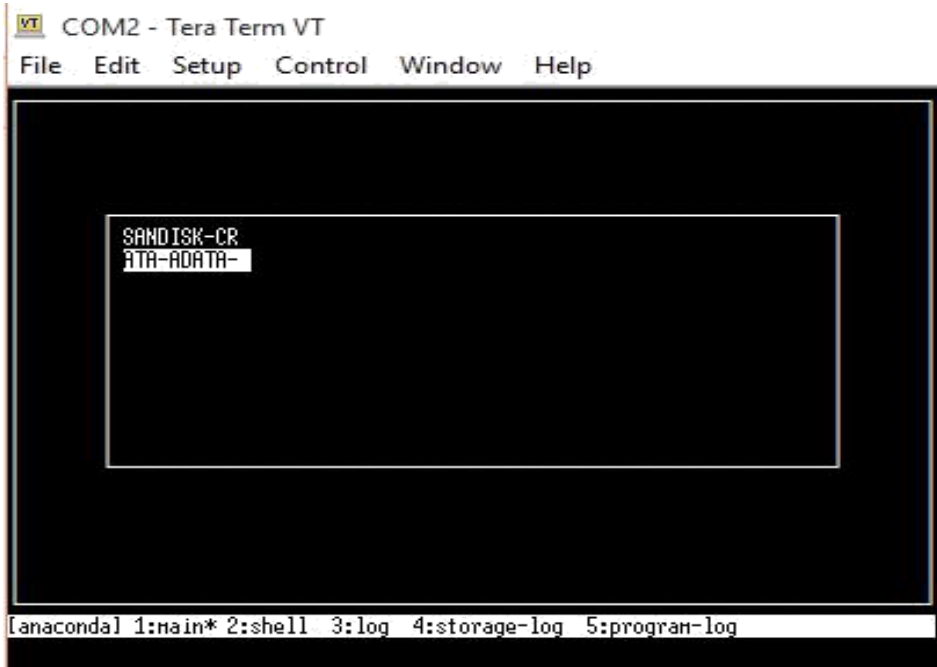 VT COM2 - Tera Term VT
File Edit Setup Control Window Help
SANDISK-CR
ATA-ADATA-
[anaconda] 1:main* 2:shell 3:log 4:storage-log 5:program-log